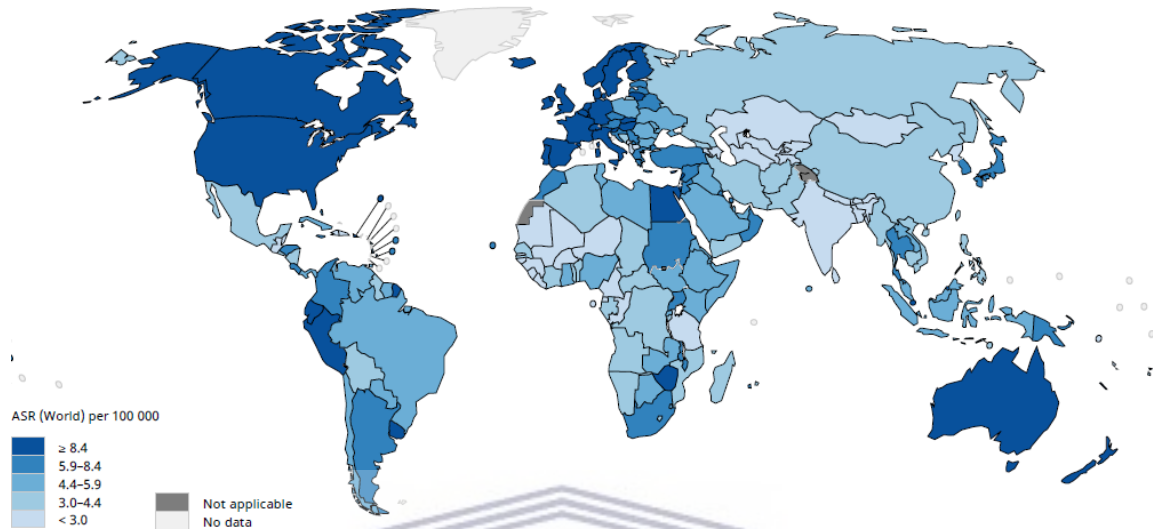 ASR (World) per 100 000
≥ 8.4
5.9–8.4
4.4–5.9
3.0–4.4
< 3.0
Not applicable
No data